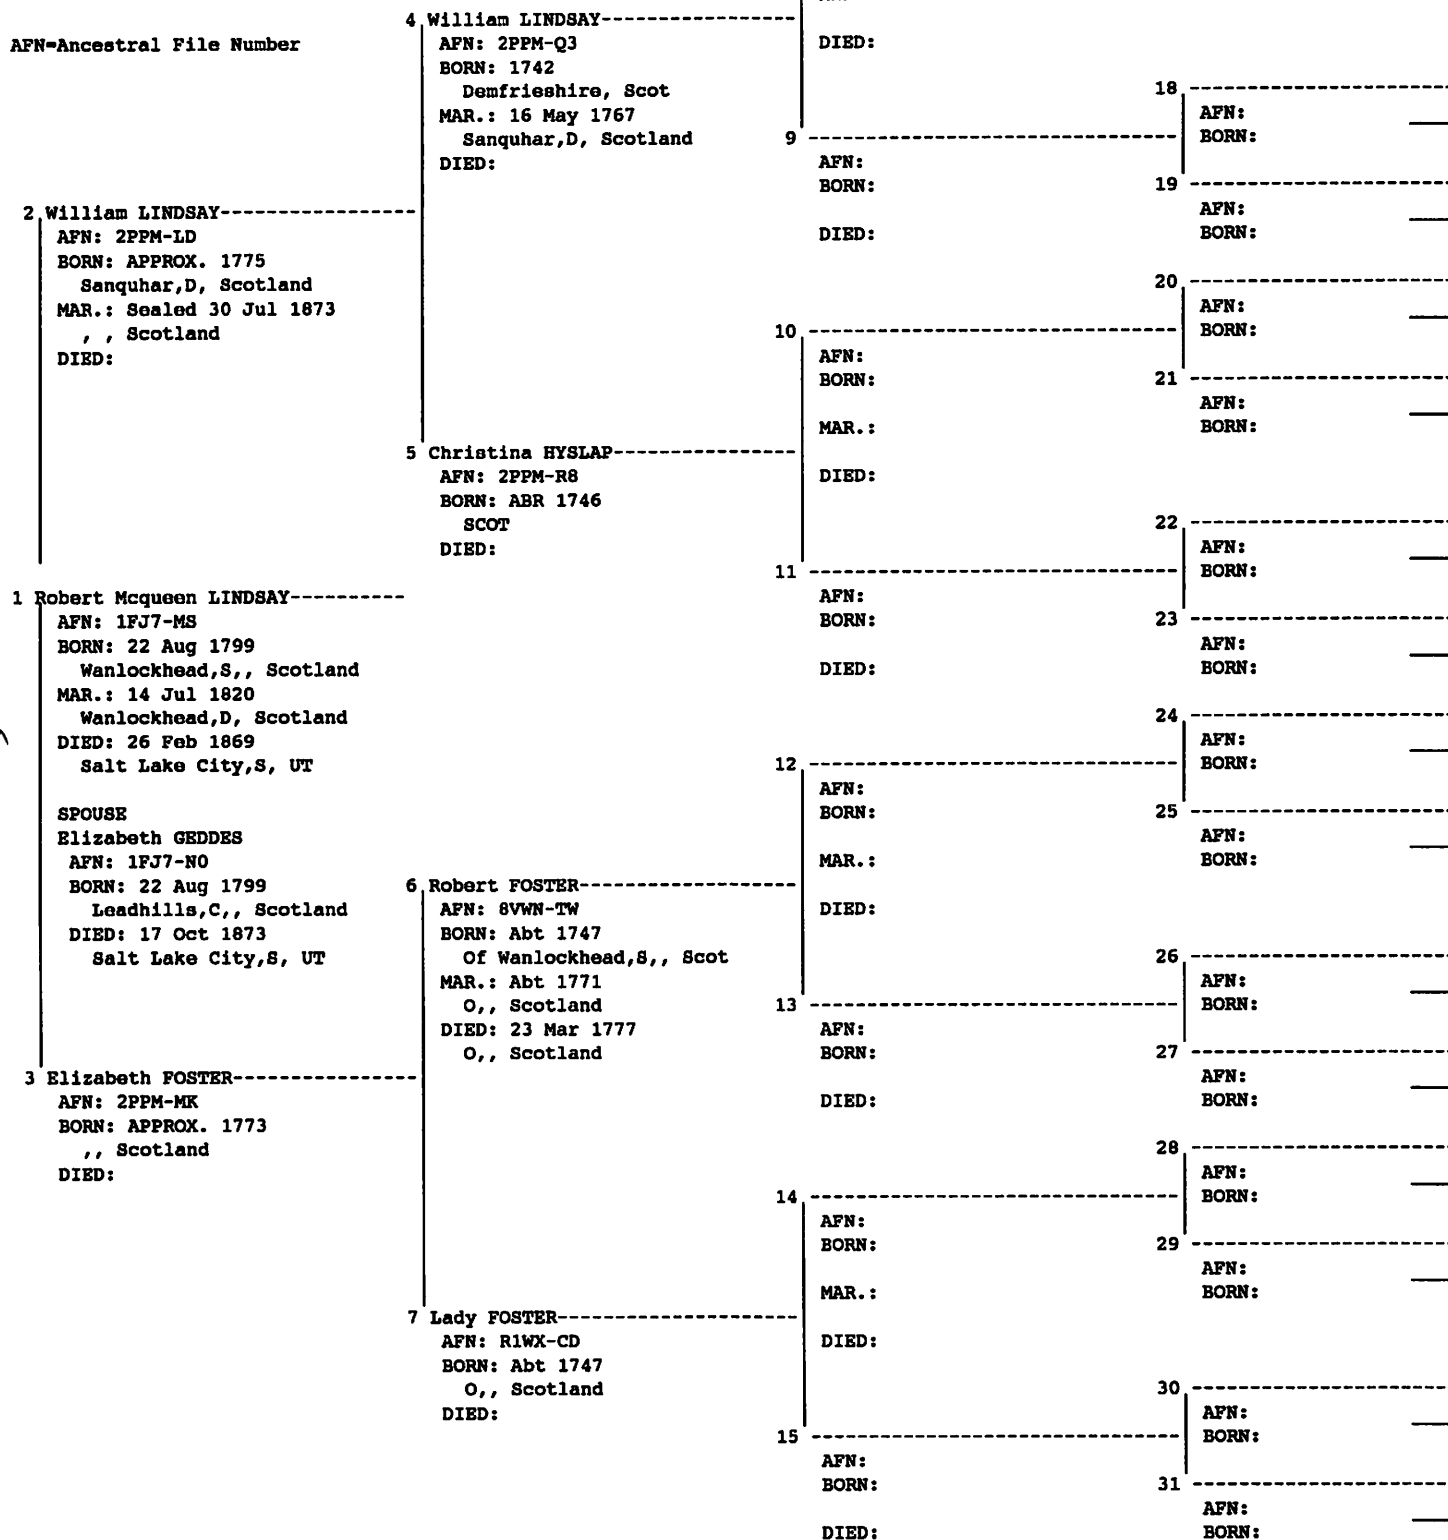 AFN=Ancestral File Number
4 William LINDSAY
AFN: 2PPM-Q3
BORN: 1742
Demfrieshire, Scot
MAR.: 16 May 1767
Sanquhar,D, Scotland
DIED:
2 William LINDSAY
AFN: 2PPM-LD
BORN: APPROX. 1775
Sanquhar,D, Scotland
MAR.: Sealed 30 Jul 1873
, , Scotland
DIED:
5 Christina HYSLAP
AFN: 2PPM-R8
BORN: ABR 1746
SCOT
DIED:
1 Robert Mcqueen LINDSAY
AFN: 1FJ7-MS
BORN: 22 Aug 1799
Wanlockhead,S,, Scotland
MAR.: 14 Jul 1820
Wanlockhead,D, Scotland
DIED: 26 Feb 1869
Salt Lake City,S, UT
SPOUSE
Elizabeth GEDDES
AFN: 1FJ7-N0
BORN: 22 Aug 1799
Leadhills,C,, Scotland
DIED: 17 Oct 1873
Salt Lake City,S, UT
6 Robert FOSTER
AFN: 8VWN-TW
BORN: Abt 1747
Of Wanlockhead,S,, Scot
MAR.: Abt 1771
O,, Scotland
DIED: 23 Mar 1777
O,, Scotland
3 Elizabeth FOSTER
AFN: 2PPM-MK
BORN: APPROX. 1773
,, Scotland
DIED:
7 Lady FOSTER
AFN: R1WX-CD
BORN: Abt 1747
O,, Scotland
DIED:
DIED:
9
AFN:
BORN:
DIED:
10
AFN:
BORN:
MAR.:
DIED:
11
AFN:
BORN:
DIED:
12
AFN:
BORN:
MAR.:
DIED:
13
AFN:
BORN:
DIED:
14
AFN:
BORN:
MAR.:
DIED:
15
AFN:
BORN:
DIED:
18
AFN:
BORN:
19
AFN:
BORN:
20
AFN:
BORN:
21
AFN:
BORN:
22
AFN:
BORN:
23
AFN:
BORN:
24
AFN:
BORN:
25
AFN:
BORN:
26
AFN:
BORN:
27
AFN:
BORN:
28
AFN:
BORN:
29
AFN:
BORN:
30
AFN:
BORN:
31
AFN:
BORN: